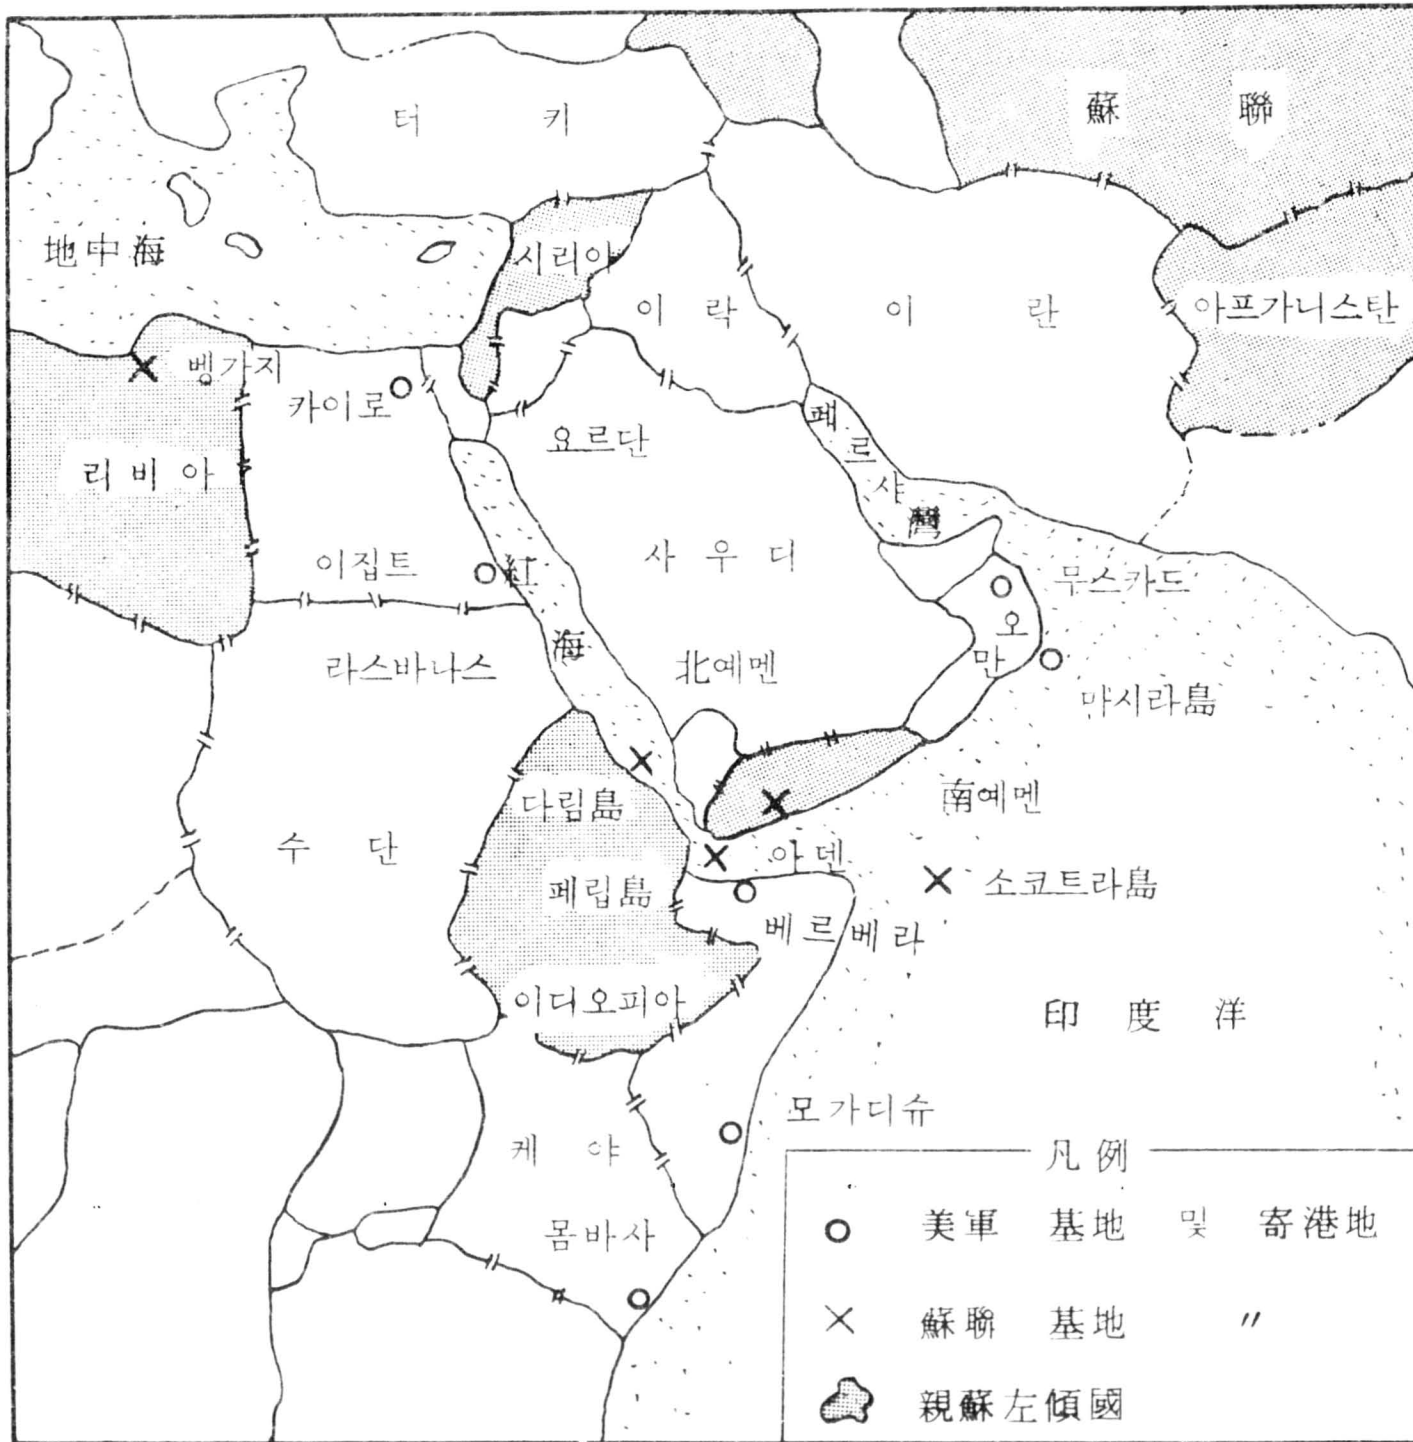 터 키
蘇 聯
地中海
시리아
이 락
이 란
아프가니스탄
벵가지
카이로
요르단
페르샤灣
리 비 아
이집트
紅海
사 우 디
무스카드
오만
라스바나스
北예멘
마시라島
다림島
南예멘
수 단
아 덴
페림島
소코트라島
베르베라
이디오피아
印 度 洋
모가디슈
케 야
몸바사
凡 例
美軍 基地 및 寄港地
蘇聯 基地 〃
親蘇左傾國